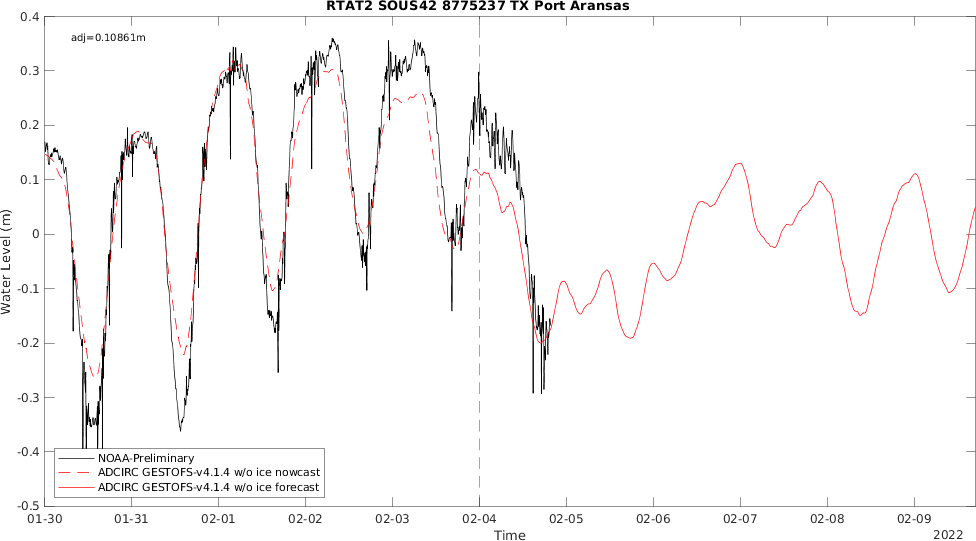 RTAT2 SOUS42 8775237 TX Port Aransas
adj=0.10861m
0.4
0.3
0.2
0.1
0
-0.1
-0.2
-0.3
-0.4
-0.5
Water Level (m)
NOAA-Preliminary
ADCIRC GESTOFS-v4.1.4 w/o ice nowcast
ADCIRC GESTOFS-v4.1.4 w/o ice forecast
01-30 01-31 02-01 02-02 02-03 02-04 02-05 02-06 02-07 02-08 02-09
Time
2022